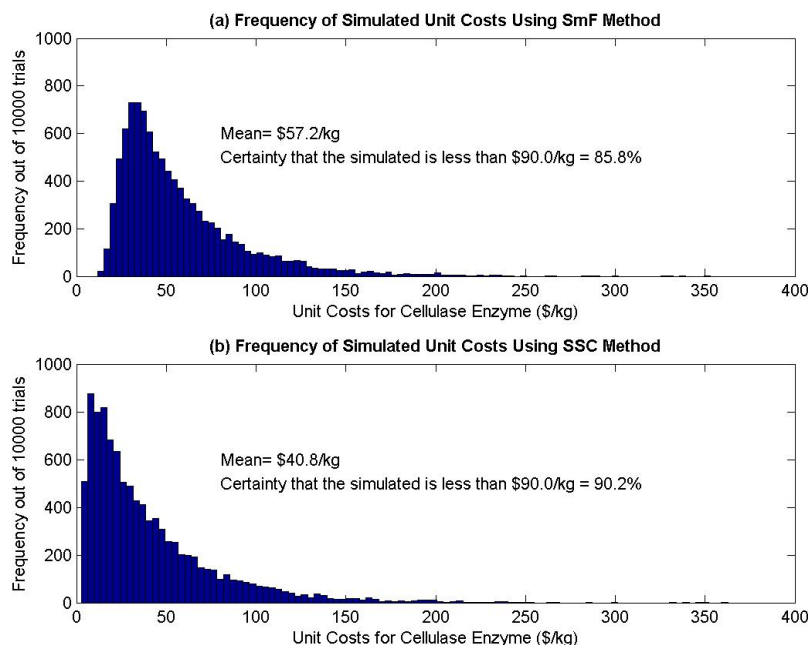 (a) Frequency of Simulated Unit Costs Using SmF Method
1000
800
600
400
200
0
Frequency out of 10000 trials
Mean= $57.2/kg
Certainty that the simulated is less than $90.0/kg = 85.8%
0 50 100 150 200 250 300 350 400
Unit Costs for Cellulase Enzyme ($/kg)
(b) Frequency of Simulated Unit Costs Using SSC Method
1000
800
600
400
200
0
Frequency out of 10000 trials
Mean= $40.8/kg
Certainty that the simulated is less than $90.0/kg = 90.2%
0 50 100 150 200 250 300 350 400
Unit Costs for Cellulase Enzyme ($/kg)